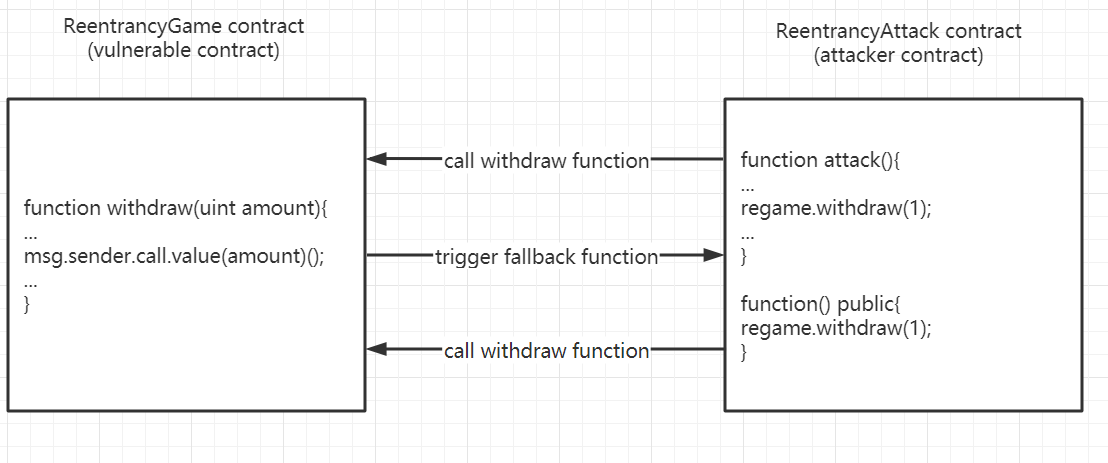 ReentrancyGame contract
(vulnerable contract)
ReentrancyAttack contract
(attacker contract)
function withdraw(uint amount){
...
msg.sender.call.value(amount)();
...
}
call withdraw function
trigger fallback function
call withdraw function
function attack(){
...
regame.withdraw(1);
...
}
function() public{
regame.withdraw(1);
}